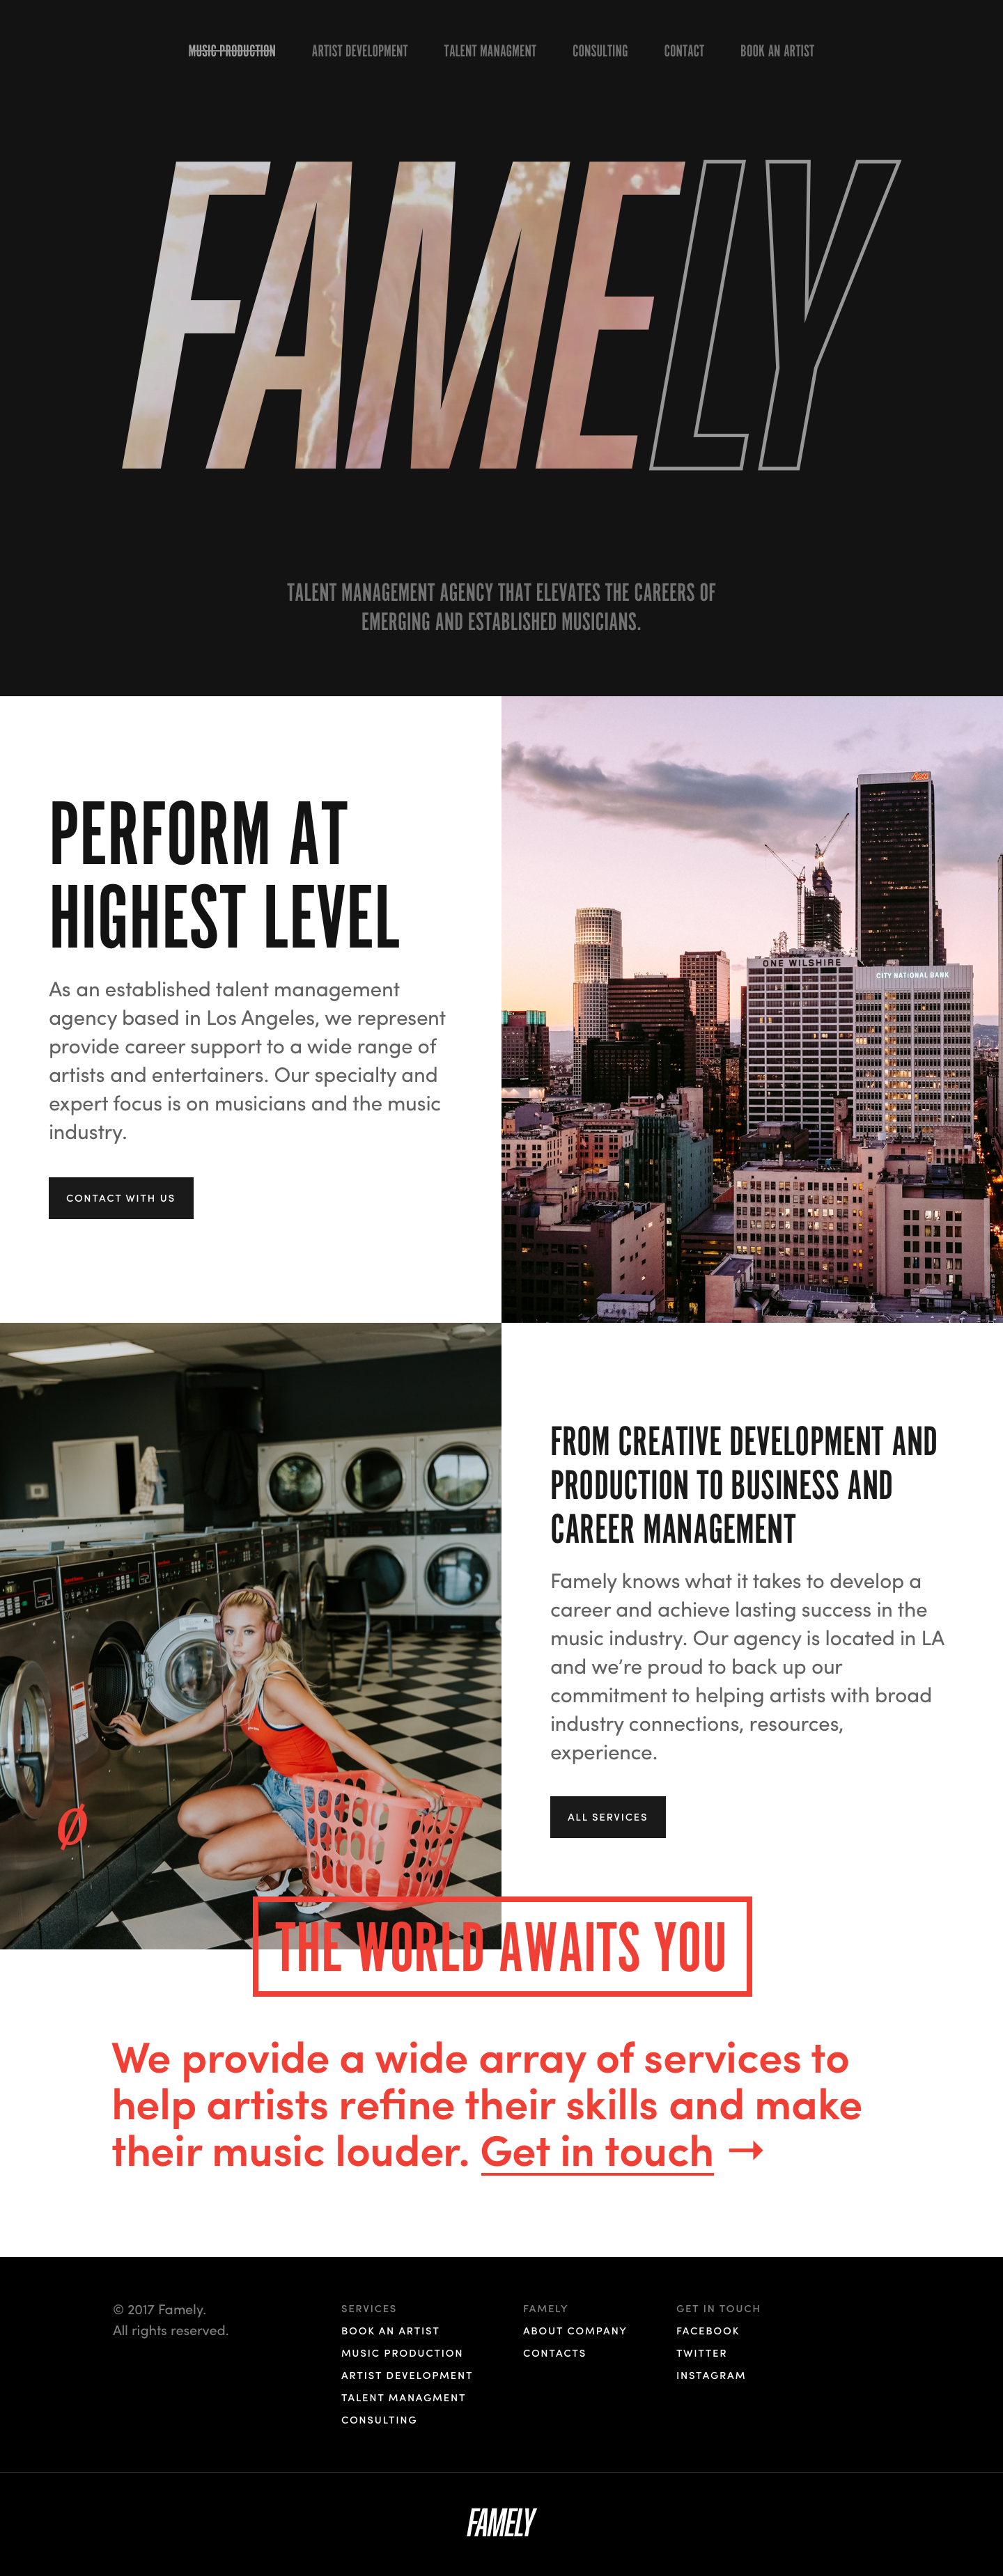 MUSIC PRODUCTION ARTIST DEVELOPMENT TALENT MANAGMENT CONSULTING CONTACT BOOK AN ARTIST
FAMELY
TALENT MANAGEMENT AGENCY THAT ELEVATES THE CAREERS OF
EMERGING AND ESTABLISHED MUSICIANS.
PERFORM AT
HIGHEST LEVEL
As an established talent management
agency based in Los Angeles, we represent
provide career support to a wide range of
artists and entertainers. Our specialty and
expert focus is on musicians and the music
industry.
CONTACT WITH US
ONE WILSHIRE
CITY NATIONAL BANK
FROM CREATIVE DEVELOPMENT AND
PRODUCTION TO BUSINESS AND
CAREER MANAGEMENT
Famely knows what it takes to develop a
career and achieve lasting success in the
music industry. Our agency is located in LA
and we’re proud to back up our
commitment to helping artists with broad
industry connections, resources,
experience.
ALL SERVICES
Ø
THE WORLD AWAITS YOU
We provide a wide array of services to
help artists refine their skills and make
their music louder. Get in touch →
© 2017 Famely.
All rights reserved.
SERVICES
BOOK AN ARTIST
MUSIC PRODUCTION
ARTIST DEVELOPMENT
TALENT MANAGMENT
CONSULTING
FAMELY
ABOUT COMPANY
CONTACTS
GET IN TOUCH
FACEBOOK
TWITTER
INSTAGRAM
FAMELY